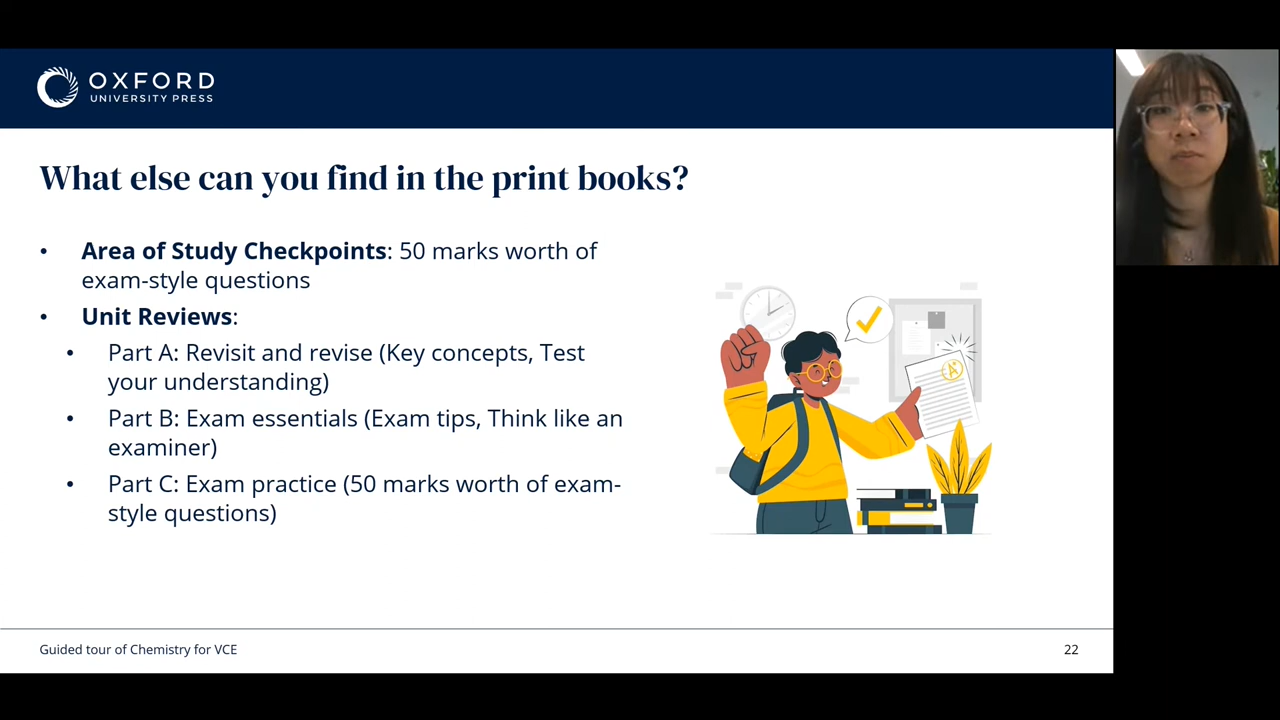 OXFORD
UNIVERSITY PRESS
What else can you find in the print books?
• Area of Study Checkpoints: 50 marks worth of
exam-style questions
• Unit Reviews:
• Part A: Revisit and revise (Key concepts, Test
your understanding)
• Part B: Exam essentials (Exam tips, Think like an
examiner)
• Part C: Exam practice (50 marks worth of exam-
style questions)
A+
Guided tour of Chemistry for VCE
22